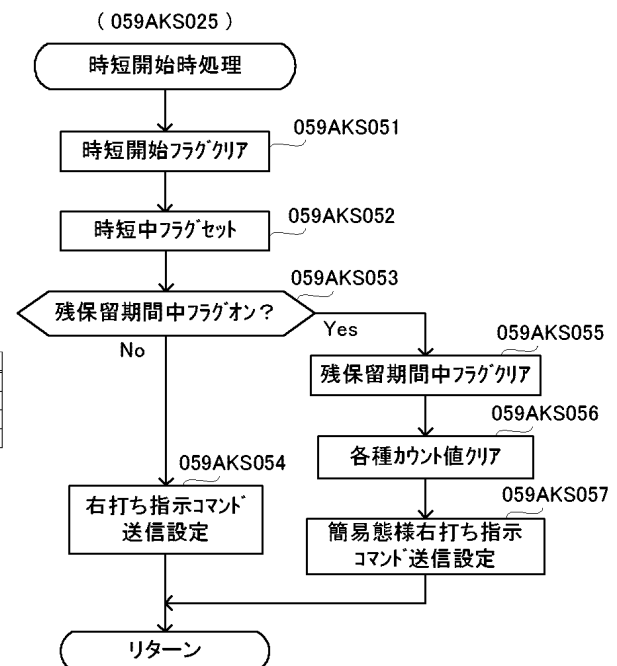 ( 059AKS025 )
時短開始時処理
059AKS051
時短開始フラグクリア
059AKS052
時短中フラグセット
059AKS053
残保留期間中フラグオン？
Yes
No
059AKS055
残保留期間中フラグクリア
059AKS056
各種カウント値クリア
059AKS054
右打ち指示コマンド
送信設定
059AKS057
簡易態様右打ち指示
コマンド送信設定
リターン